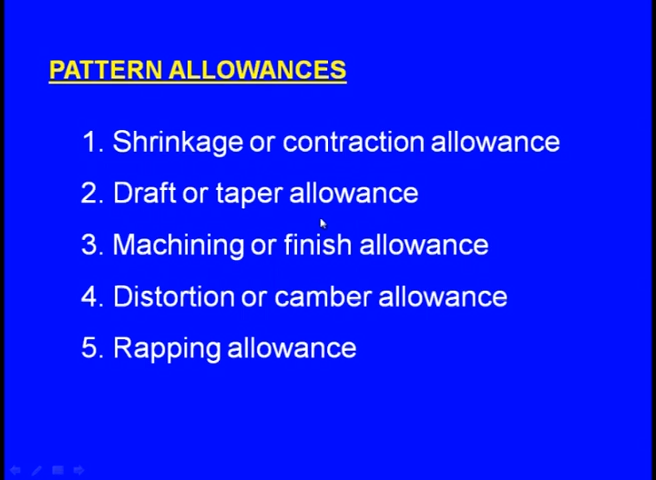 PATTERN ALLOWANCES
1. Shrinkage or contraction allowance
2. Draft or taper allowance
3. Machining or finish allowance
4. Distortion or camber allowance
5. Rapping allowance